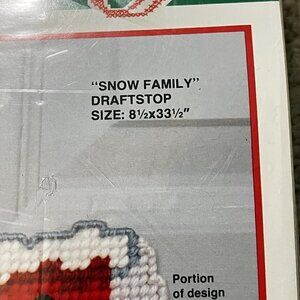 “SNOW FAMILY”
DRAFTSTOP
SIZE: 8½x33½”
Portion
of design